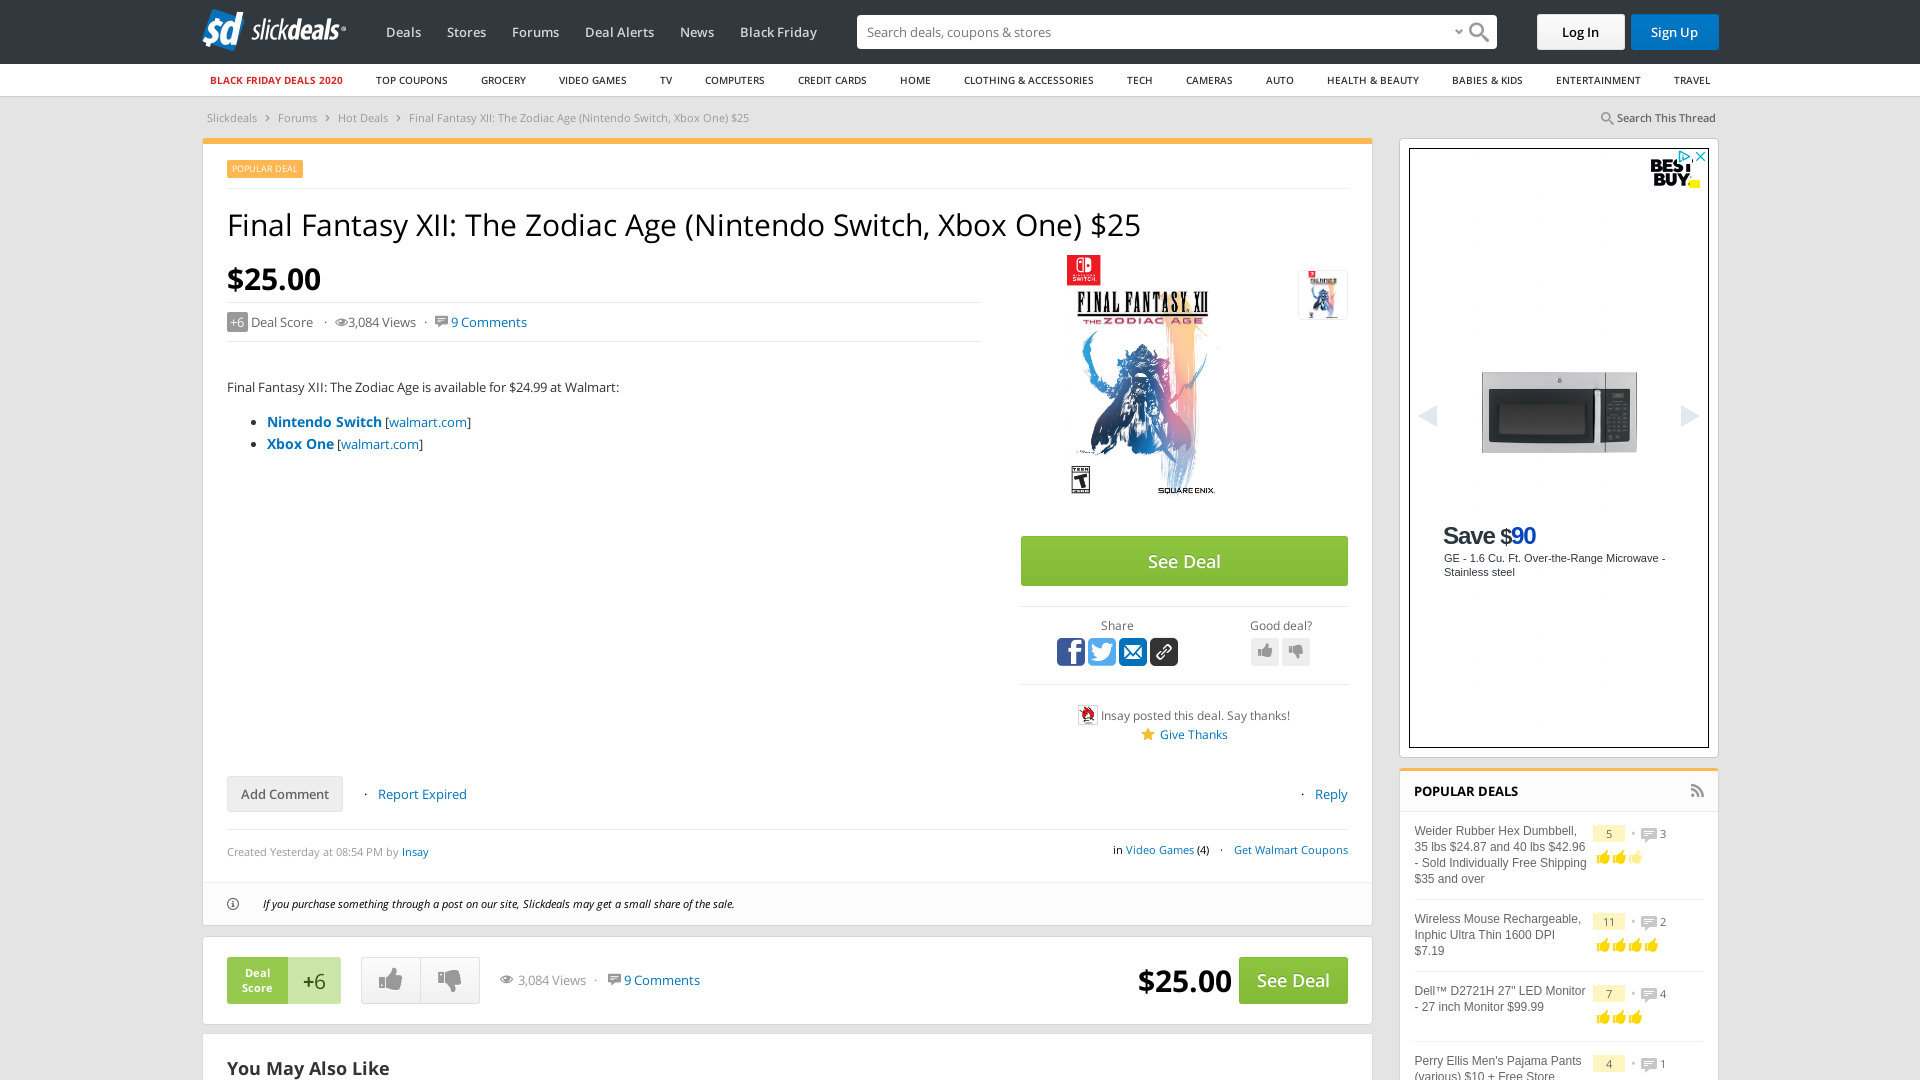 sd slickdeals
Deals
Stores
Forums
Deal Alerts
News
Black Friday
Search deals, coupons & stores
Log In
Sign Up
BLACK FRIDAY DEALS 2020
TOP COUPONS
GROCERY
VIDEO GAMES
TV
COMPUTERS
CREDIT CARDS
HOME
CLOTHING & ACCESSORIES
TECH
CAMERAS
AUTO
HEALTH & BEAUTY
BABIES & KIDS
ENTERTAINMENT
TRAVEL
Slickdeals › Forums › Hot Deals › Final Fantasy XII: The Zodiac Age (Nintendo Switch, Xbox One) $25
Search This Thread
POPULAR DEAL
Final Fantasy XII: The Zodiac Age (Nintendo Switch, Xbox One) $25
$25.00
+6 Deal Score · 3,084 Views · 9 Comments
Final Fantasy XII: The Zodiac Age is available for $24.99 at Walmart:
• Nintendo Switch [walmart.com]
• Xbox One [walmart.com]
NINTENDO
SWITCH
FINAL FANTASY XII
THE ZODIAC AGE
TEEN
T
SQUARE ENIX.
See Deal
Share
Good deal?
Insay posted this deal. Say thanks!
Give Thanks
Add Comment
· Report Expired
· Reply
Created Yesterday at 08:54 PM by Insay
in Video Games (4) · Get Walmart Coupons
If you purchase something through a post on our site, Slickdeals may get a small share of the sale.
Deal
Score
+6
3,084 Views · 9 Comments
$25.00
See Deal
You May Also Like
BEST
BUY
Save $90
GE - 1.6 Cu. Ft. Over-the-Range Microwave -
Stainless steel
POPULAR DEALS
Weider Rubber Hex Dumbbell,
35 lbs $24.87 and 40 lbs $42.96
- Sold Individually Free Shipping
$35 and over
5 • 3
Wireless Mouse Rechargeable,
Inphic Ultra Thin 1600 DPI
$7.19
11 • 2
Dell™ D2721H 27” LED Monitor
- 27 inch Monitor $99.99
7 • 4
Perry Ellis Men's Pajama Pants
(various) $10 + Free Store
4 • 1